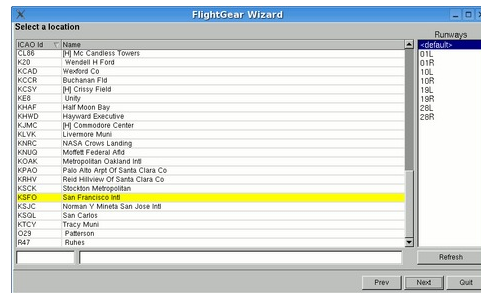 FlightGear Wizard
Select a location
ICAO Id Name
CL86 [H] Mc Candless Towers
K20 Wendell H Ford
KCAD Wexford Co
KCCR Buchanan Fld
KCSY [H] Crissy Field
KE8 Unity
KHAF Half Moon Bay
KHWD Hayward Executive
KJMC [H] Commodore Center
KLVK Livermore Muni
KNRC NASA Crows Landing
KNUQ Moffett Federal Afld
KOAK Metropolitan Oakland Intl
KPAO Palo Alto Arpt Of Santa Clara Co
KRHV Reid Hillview Of Santa Clara Co
KSCK Stockton Metropolitan
KSFO San Francisco Intl
KSJC Norman Y Mineta San Jose Intl
KSQL San Carlos
KTCY Tracy Muni
O29 Patterson
R47 Ruhes
Runways
<default>
01L
01R
10L
10R
19L
19R
28L
28R
Refresh
Prev Next Quit